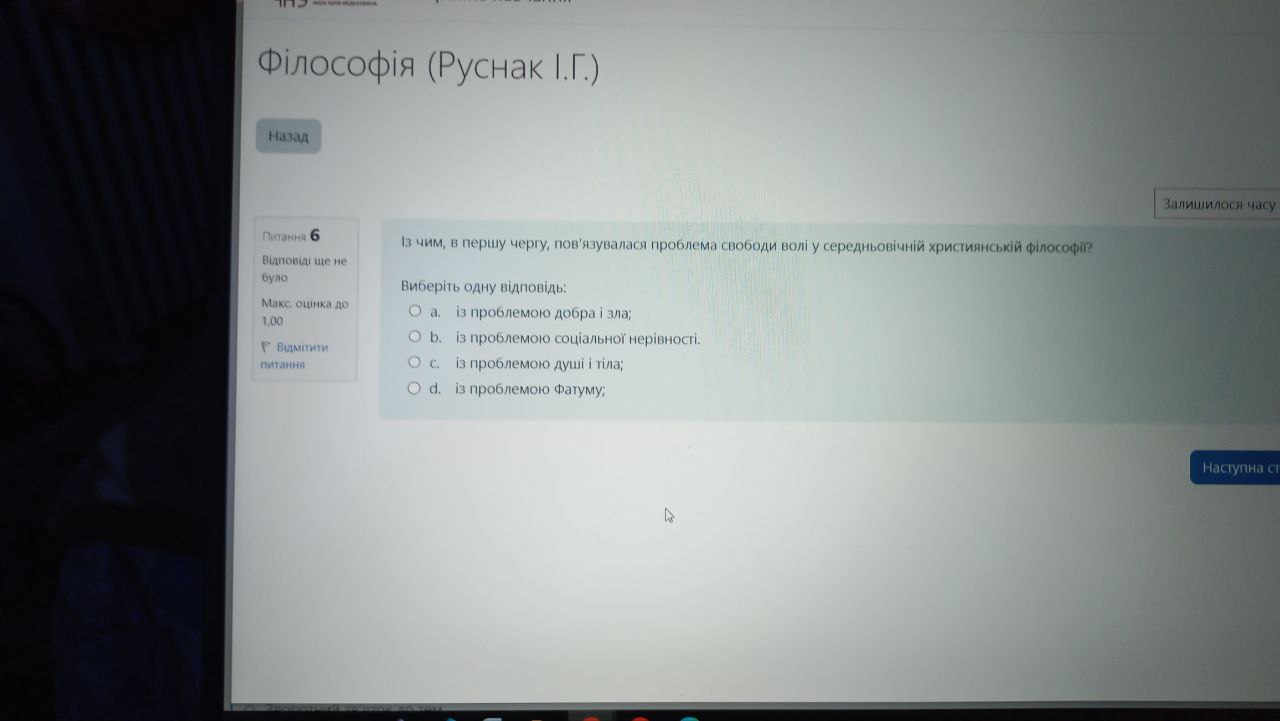 Філософія (Руснак І.Г.)
Назад
Залишилося часу
Питання 6
Відповіді ще не
було
Макс. оцінка до
1,00
Відмітити
питання
Із чим, в першу чергу, пов'язувалася проблема свободи волі у середньовічній християнській філософії?
Виберіть одну відповідь:
a. із проблемою добра і зла;
b. із проблемою соціальної нерівності.
c. із проблемою душі і тіла;
d. із проблемою Фатуму;
Наступна ст